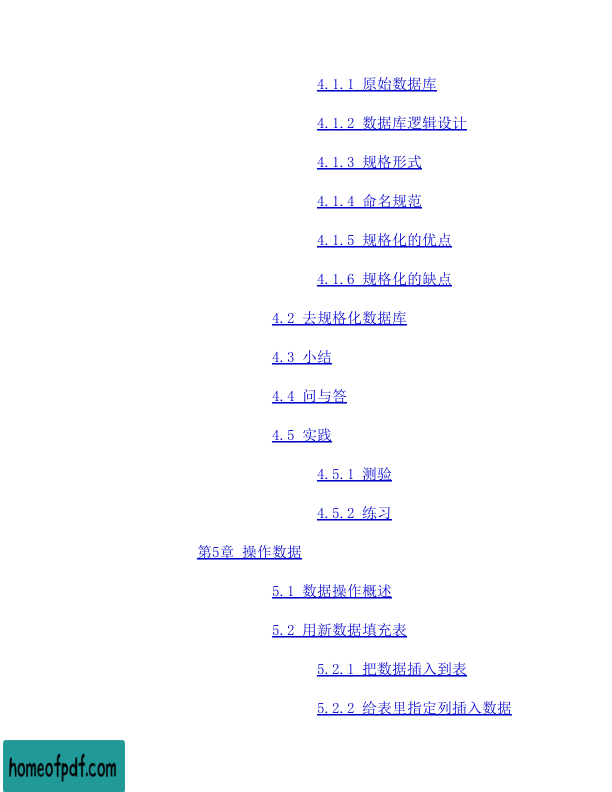 4.1.1 原始数据库
4.1.2 数据库逻辑设计
4.1.3 规格形式
4.1.4 命名规范
4.1.5 规格化的优点
4.1.6 规格化的缺点
4.2 去规格化数据库
4.3 小结
4.4 问与答
4.5 实践
4.5.1 测验
4.5.2 练习
第5章 操作数据
5.1 数据操作概述
5.2 用新数据填充表
5.2.1 把数据插入到表
5.2.2 给表里指定列插入数据
homeofpdf.com